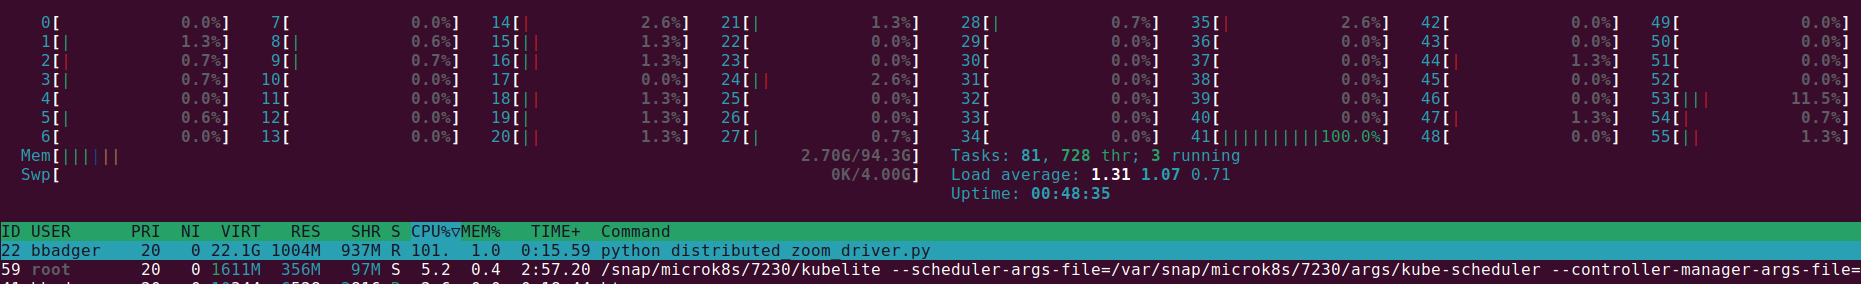 0[ 0.0%] 7[ 0.0%] 14[| 2.6%] 21[| 1.3%] 28[| 0.7%] 35[| 2.6%] 42[ 0.0%] 49[ 0.0%]
1[| 1.3%] 8[| 0.6%] 15[|| 1.3%] 22[ 0.0%] 29[ 0.0%] 36[ 0.0%] 43[ 0.0%] 50[ 0.0%]
2[| 0.7%] 9[| 0.7%] 16[|| 1.3%] 23[ 0.0%] 30[ 0.0%] 37[ 0.0%] 44[| 1.3%] 51[ 0.0%]
3[| 0.7%] 10[ 0.0%] 17[ 0.0%] 24[|| 2.6%] 31[ 0.0%] 38[ 0.0%] 45[ 0.0%] 52[ 0.0%]
4[ 0.0%] 11[ 0.0%] 18[|| 1.3%] 25[ 0.0%] 32[ 0.0%] 39[ 0.0%] 46[ 0.0%] 53[||| 11.5%]
5[| 0.6%] 12[ 0.0%] 19[| 1.3%] 26[ 0.0%] 33[ 0.0%] 40[ 0.0%] 47[| 1.3%] 54[| 0.7%]
6[ 0.0%] 13[ 0.0%] 20[|| 1.3%] 27[| 0.7%] 34[ 0.0%] 41[||||||||||100.0%] 48[ 0.0%] 55[|| 1.3%]
Mem[|||||| 2.70G/94.3G] Tasks: 81, 728 thr; 3 running
Swp[ 0K/4.00G] Load average: 1.31 1.07 0.71
Uptime: 00:48:35
ID USER PRI NI VIRT RES SHR S CPU%▽MEM% TIME+ Command
22 bbadger 20 0 22.1G 1004M 937M R 101. 1.0 0:15.59 python distributed_zoom_driver.py
59 root 20 0 1611M 356M 97M S 5.2 0.4 2:57.20 /snap/microk8s/7230/kubelite --scheduler-args-file=/var/snap/microk8s/7230/args/kube-scheduler --controller-manager-args-file=